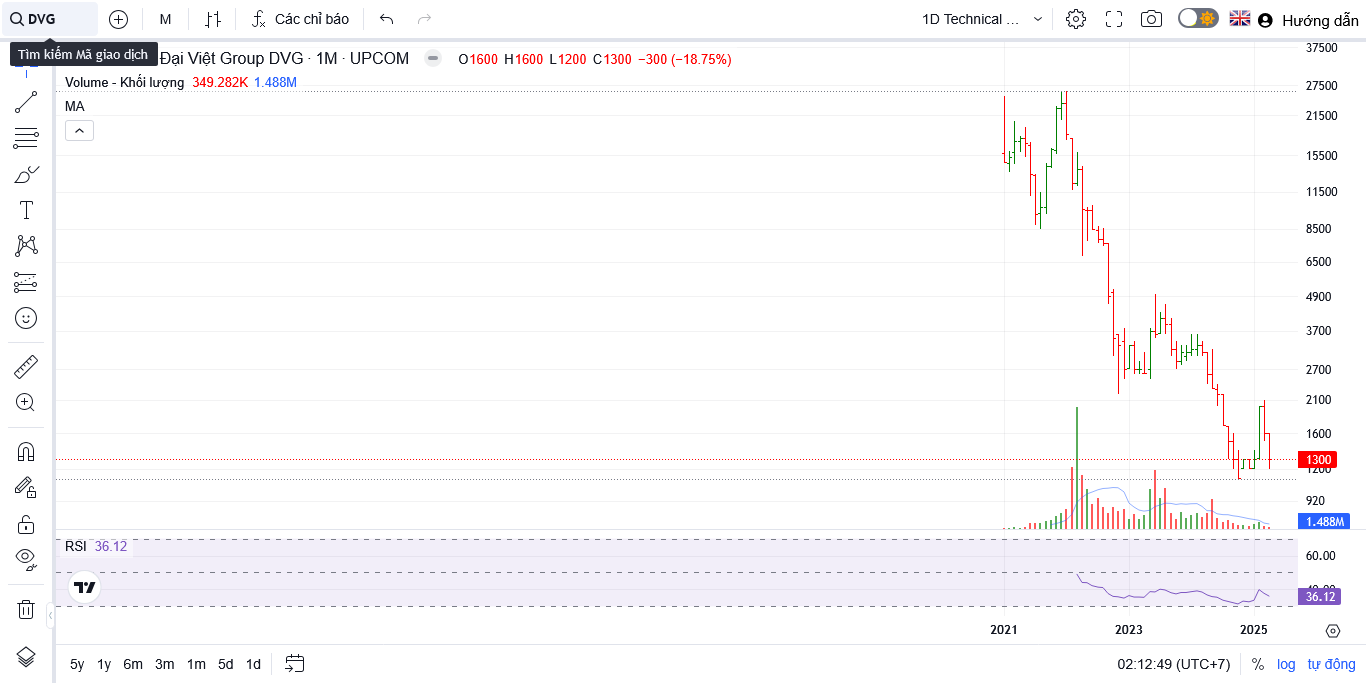 DVG
M
Các chỉ báo
1D Technical ...
Hướng dẫn
Tìm kiếm Mã giao dịch
Đại Việt Group DVG · 1M · UPCOM
O1600 H1600 L1200 C1300 −300 (−18.75%)
Volume - Khối lượng 349.282K 1.488M
MA
37500
27500
21500
15500
11500
8500
6500
4900
3700
2700
2100
1600
1300
1200
920
1.488M
RSI 36.12
60.00
40.00
36.12
2021 2023 2025
5y 1y 6m 3m 1m 5d 1d
02:12:49 (UTC+7) % log tự động